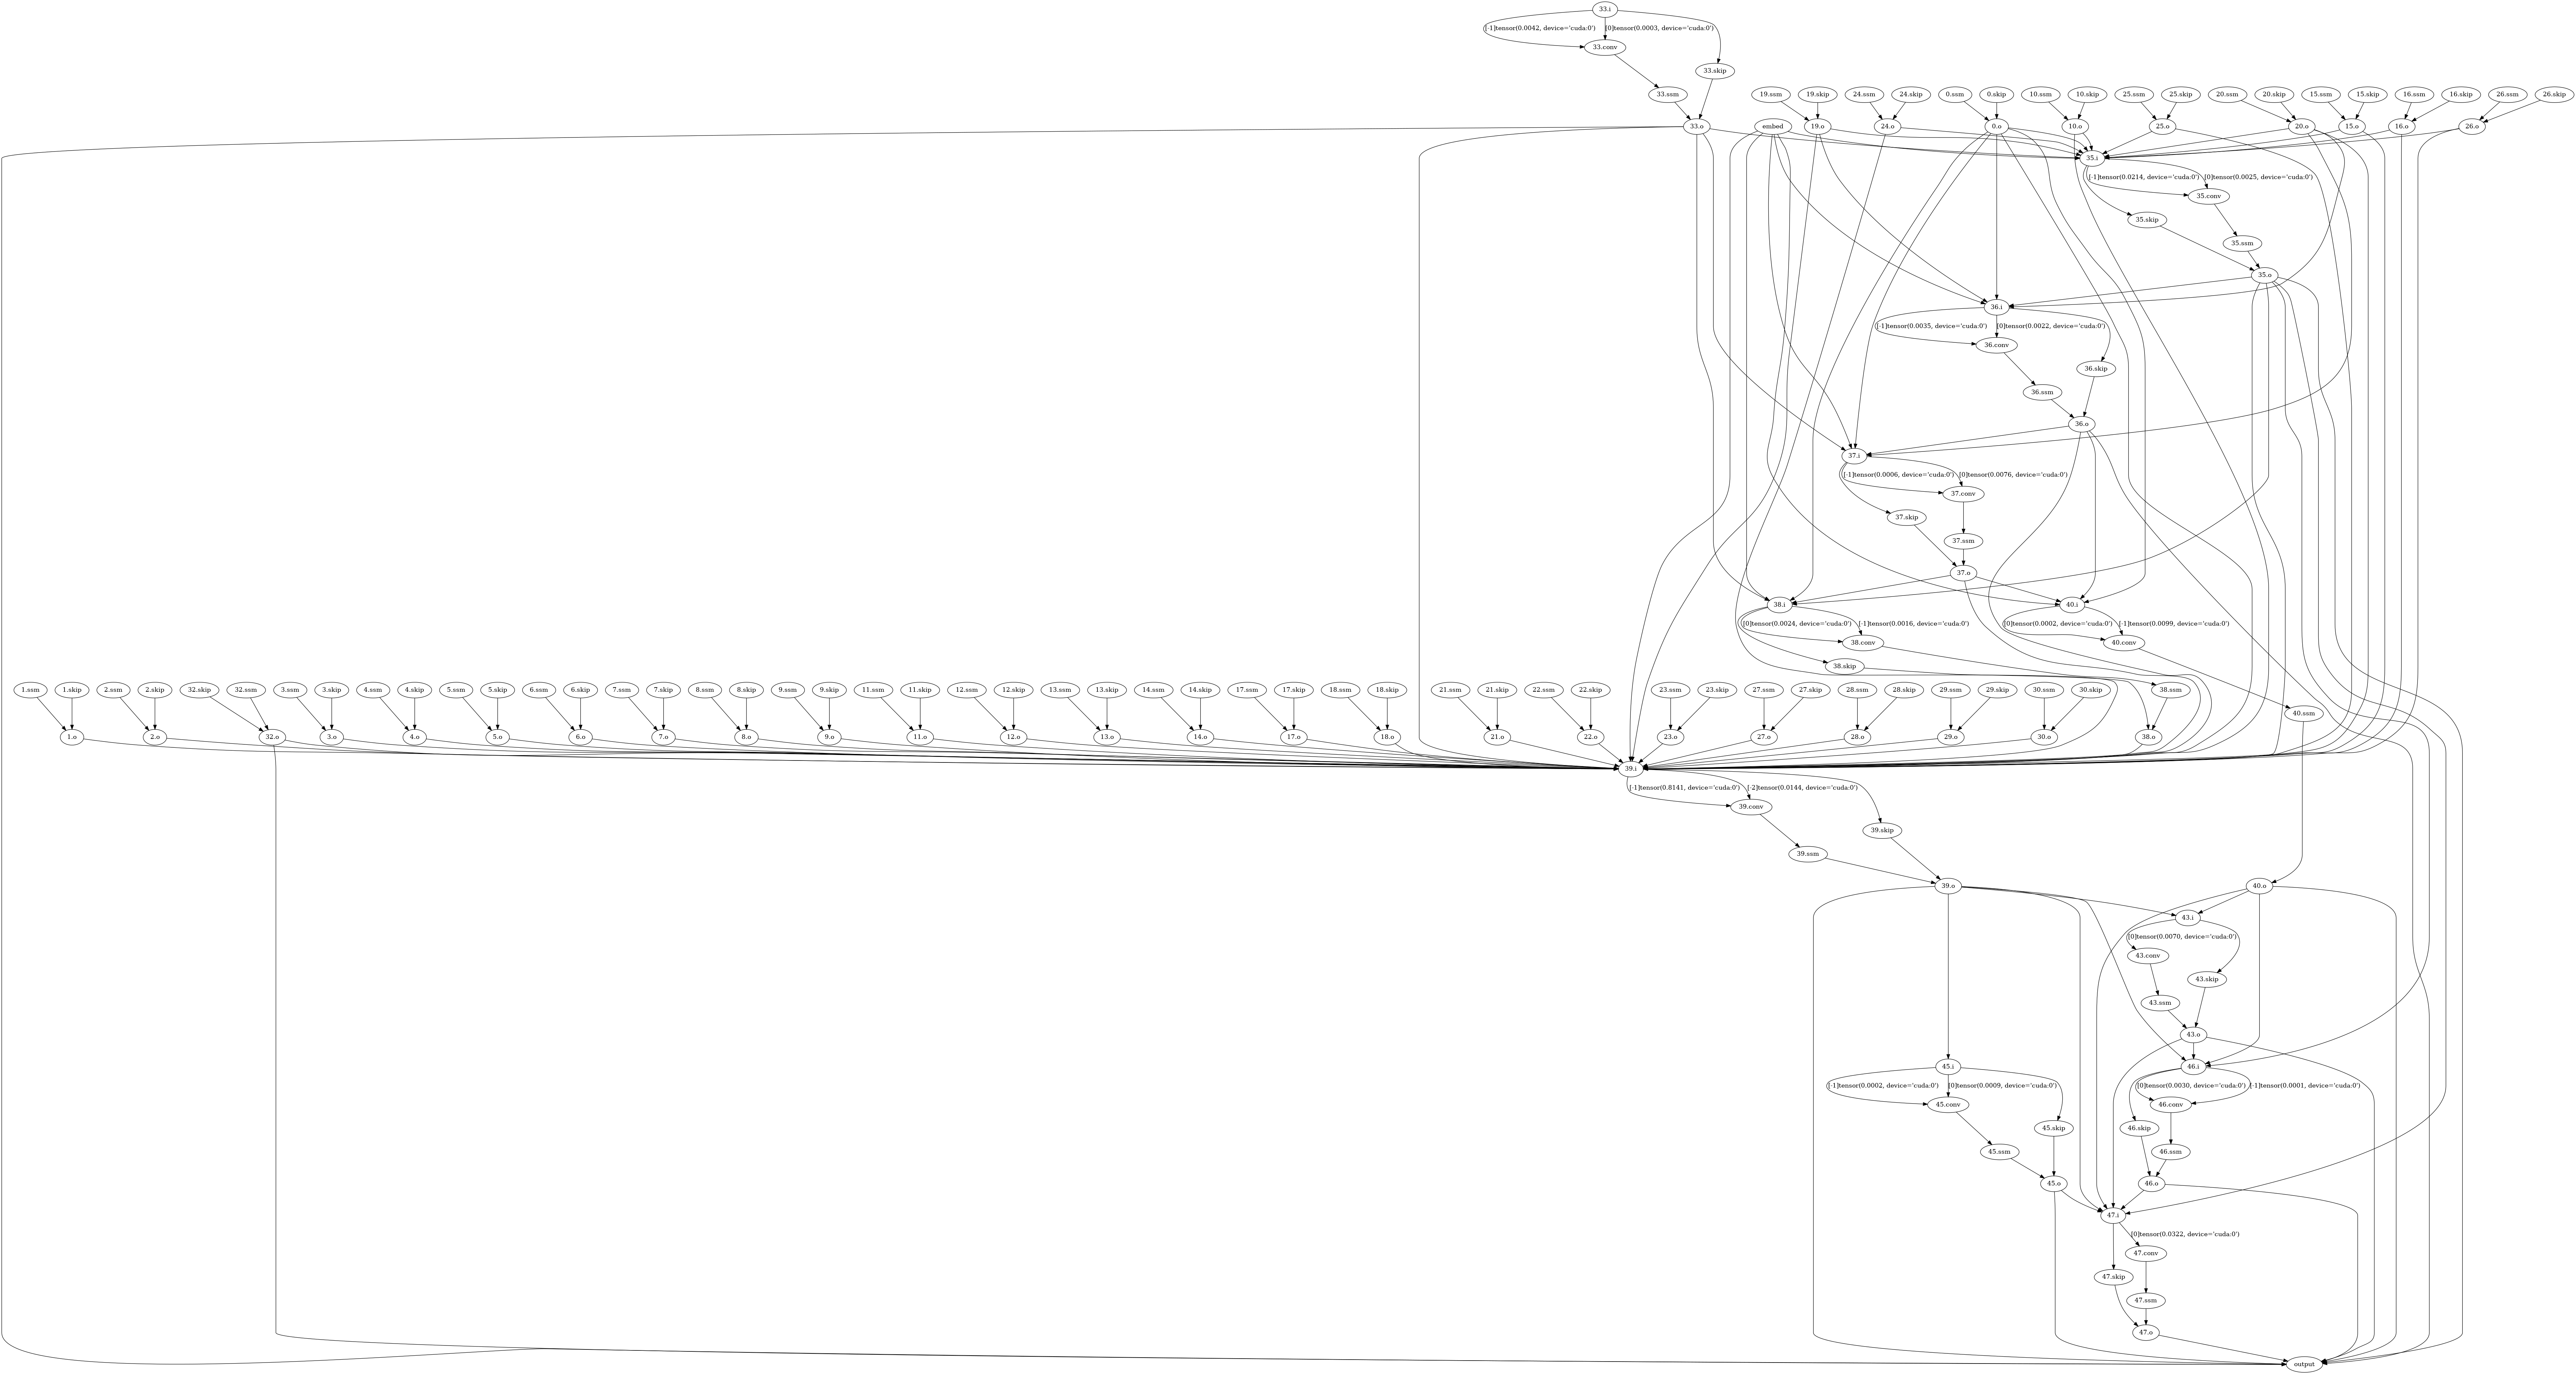 33.i
[-1]tensor(0.0042, device='cuda:0')
[0]tensor(0.0003, device='cuda:0')
33.conv
33.skip
33.ssm
19.ssm
19.skip
24.ssm
24.skip
0.ssm
0.skip
10.ssm
10.skip
25.ssm
25.skip
20.ssm
20.skip
15.ssm
15.skip
16.ssm
16.skip
26.ssm
26.skip
33.o
embed
19.o
24.o
0.o
10.o
25.o
20.o
15.o
16.o
26.o
35.i
[-1]tensor(0.0214, device='cuda:0')
[0]tensor(0.0025, device='cuda:0')
35.conv
35.skip
35.ssm
35.o
36.i
[-1]tensor(0.0035, device='cuda:0')
[0]tensor(0.0022, device='cuda:0')
36.conv
36.skip
36.ssm
36.o
37.i
[-1]tensor(0.0006, device='cuda:0')
[0]tensor(0.0076, device='cuda:0')
37.conv
37.skip
37.ssm
37.o
38.i
40.i
[0]tensor(0.0024, device='cuda:0')
[-1]tensor(0.0016, device='cuda:0')
[0]tensor(0.0002, device='cuda:0')
[-1]tensor(0.0099, device='cuda:0')
38.conv
40.conv
38.skip
1.ssm
1.skip
2.ssm
2.skip
32.skip
32.ssm
3.ssm
3.skip
4.ssm
4.skip
5.ssm
5.skip
6.ssm
6.skip
7.ssm
7.skip
8.ssm
8.skip
9.ssm
9.skip
11.ssm
11.skip
12.ssm
12.skip
13.ssm
13.skip
14.ssm
14.skip
17.ssm
17.skip
18.ssm
18.skip
21.ssm
21.skip
22.ssm
22.skip
23.ssm
23.skip
27.ssm
27.skip
28.ssm
28.skip
29.ssm
29.skip
30.ssm
30.skip
38.ssm
40.ssm
1.o
2.o
32.o
3.o
4.o
5.o
6.o
7.o
8.o
9.o
11.o
12.o
13.o
14.o
17.o
18.o
21.o
22.o
23.o
27.o
28.o
29.o
30.o
38.o
39.i
[-1]tensor(0.8141, device='cuda:0')
[-2]tensor(0.0144, device='cuda:0')
39.conv
39.skip
39.ssm
39.o
40.o
43.i
[0]tensor(0.0070, device='cuda:0')
43.conv
43.skip
43.ssm
43.o
45.i
46.i
[-1]tensor(0.0002, device='cuda:0')
[0]tensor(0.0009, device='cuda:0')
[0]tensor(0.0030, device='cuda:0')
[-1]tensor(0.0001, device='cuda:0')
45.conv
46.conv
45.skip
46.skip
45.ssm
46.ssm
45.o
46.o
47.i
[0]tensor(0.0322, device='cuda:0')
47.conv
47.skip
47.ssm
47.o
output